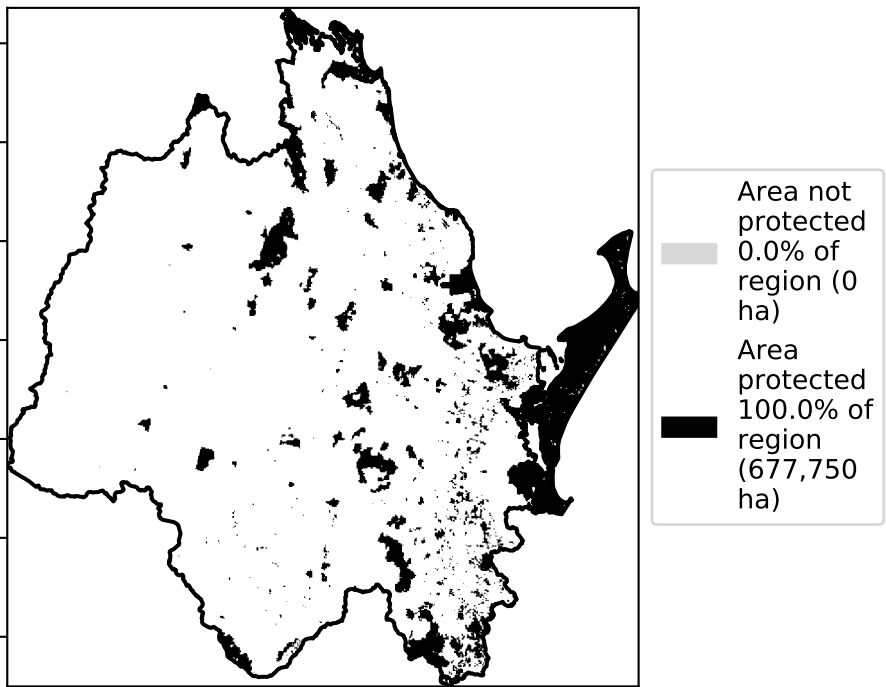 Area not
protected
0.0% of
region (0
ha)
Area
protected
100.0% of
region
(677,750
ha)